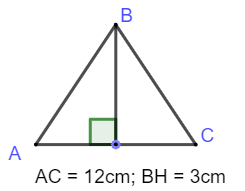 B
A
C
AC = 12cm; BH = 3cm